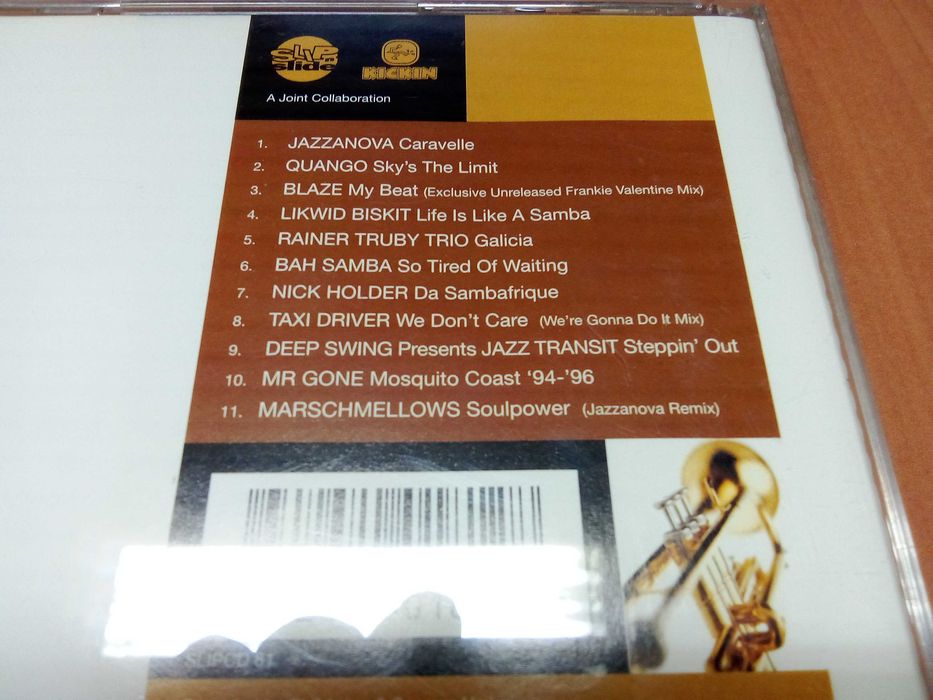 SLIP n slide
KICKIN
A Joint Collaboration
1. JAZZANOVA Caravelle
2. QUANGO Sky's The Limit
3. BLAZE My Beat (Exclusive Unreleased Frankie Valentine Mix)
4. LIKWID BISKIT Life Is Like A Samba
5. RAINER TRUBY TRIO Galicia
6. BAH SAMBA So Tired Of Waiting
7. NICK HOLDER Da Sambafrique
8. TAXI DRIVER We Don't Care (We're Gonna Do It Mix)
9. DEEP SWING Presents JAZZ TRANSIT Steppin' Out
10. MR GONE Mosquito Coast '94-'96
11. MARSCHMELLOWS Soulpower (Jazzanova Remix)
SLIPCD 81